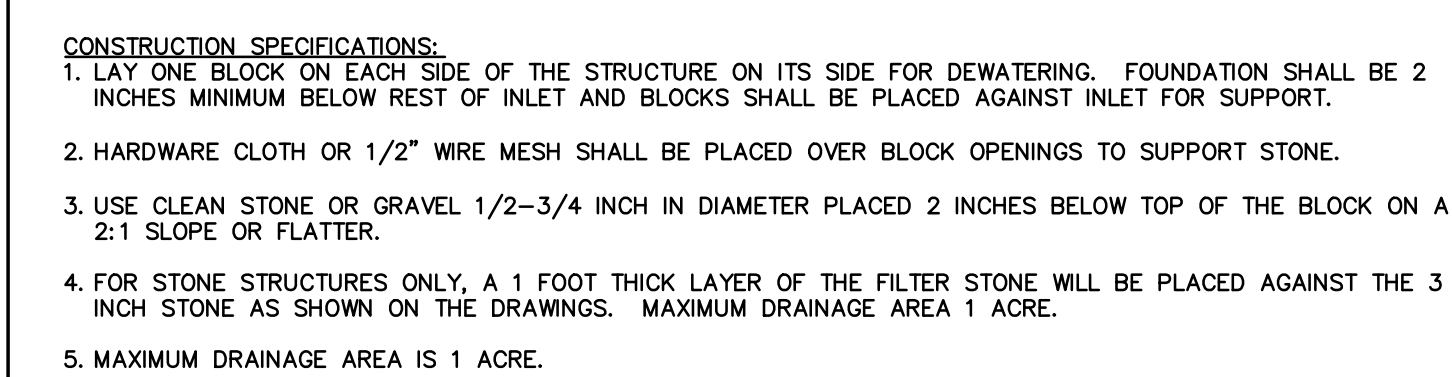 CONSTRUCTION SPECIFICATIONS:
1. LAY ONE BLOCK ON EACH SIDE OF THE STRUCTURE ON ITS SIDE FOR DEWATERING. FOUNDATION SHALL BE 2
INCHES MINIMUM BELOW REST OF INLET AND BLOCKS SHALL BE PLACED AGAINST INLET FOR SUPPORT.
2. HARDWARE CLOTH OR 1/2" WIRE MESH SHALL BE PLACED OVER BLOCK OPENINGS TO SUPPORT STONE.
3. USE CLEAN STONE OR GRAVEL 1/2-3/4 INCH IN DIAMETER PLACED 2 INCHES BELOW TOP OF THE BLOCK ON A
2:1 SLOPE OR FLATTER.
4. FOR STONE STRUCTURES ONLY, A 1 FOOT THICK LAYER OF THE FILTER STONE WILL BE PLACED AGAINST THE 3
INCH STONE AS SHOWN ON THE DRAWINGS. MAXIMUM DRAINAGE AREA 1 ACRE.
5. MAXIMUM DRAINAGE AREA IS 1 ACRE.